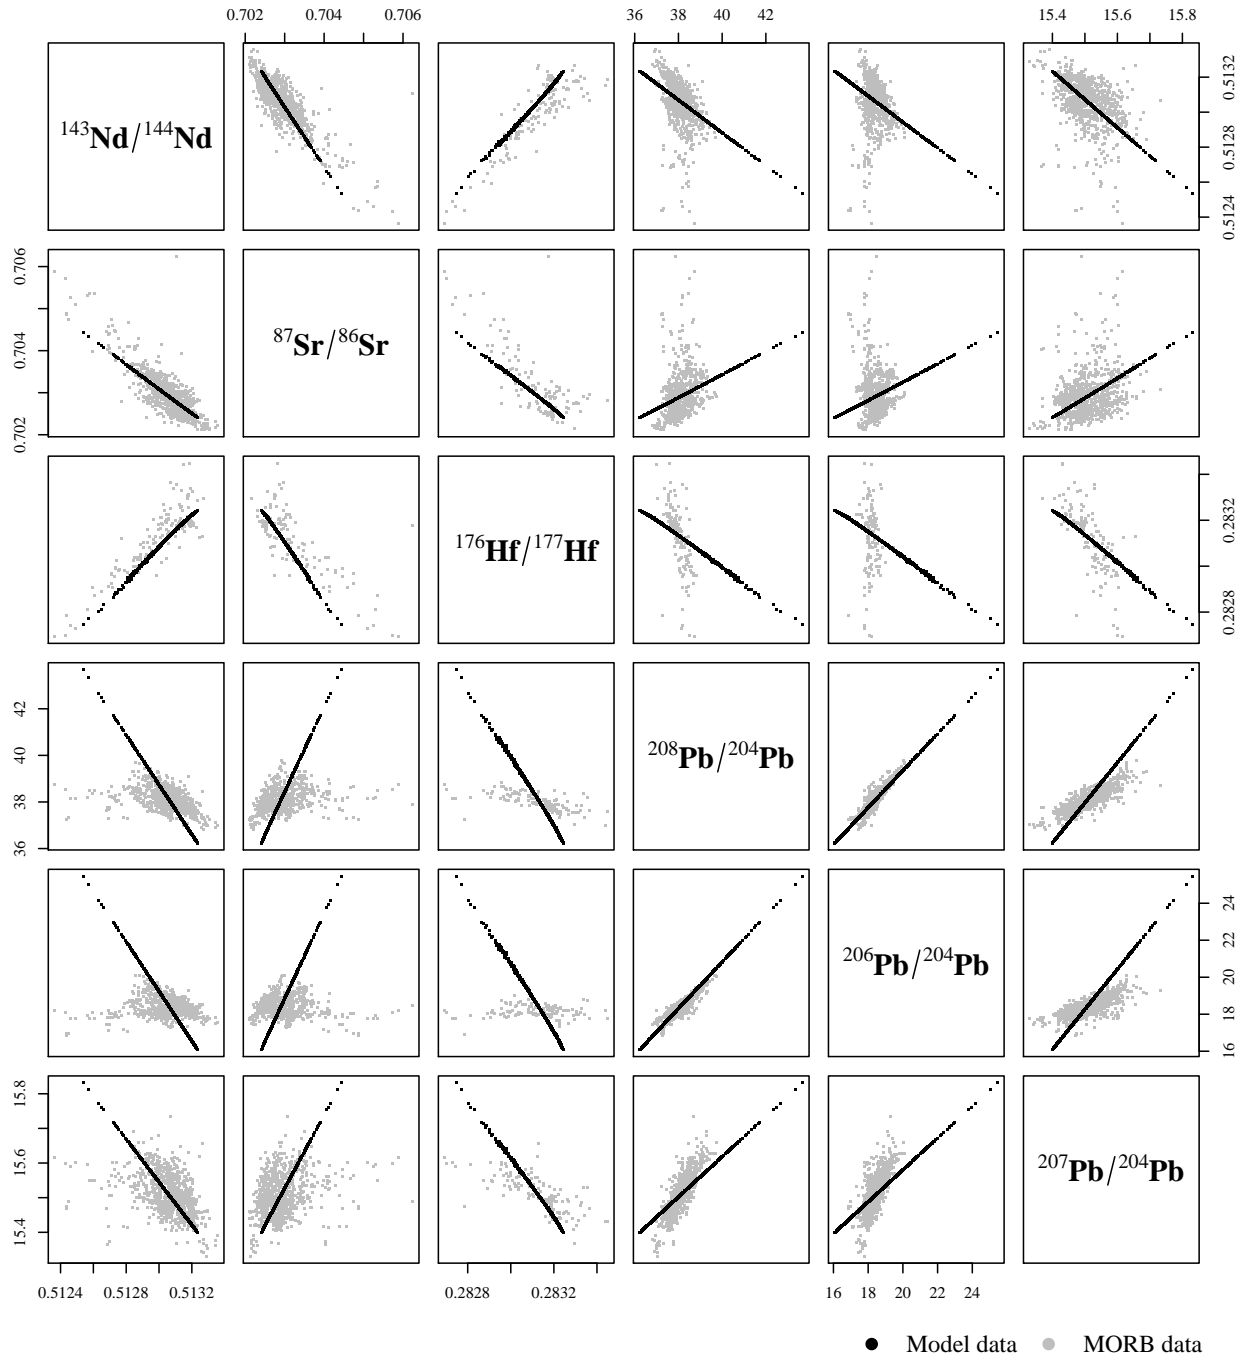 0.702 0.704 0.706 36 38 40 42 15.4 15.6 15.8
¹⁴³Nd/¹⁴⁴Nd
0.5124 0.5128 0.5132
0.702 0.704 0.706
⁸⁷Sr/⁸⁶Sr
¹⁷⁶Hf/¹⁷⁷Hf
0.2828 0.2832
36 38 40 42
²⁰⁸Pb/²⁰⁴Pb
²⁰⁶Pb/²⁰⁴Pb
16 18 20 22 24
15.4 15.6 15.8
²⁰⁷Pb/²⁰⁴Pb
0.5124 0.5128 0.5132 0.2828 0.2832 16 18 20 22 24
Model data MORB data